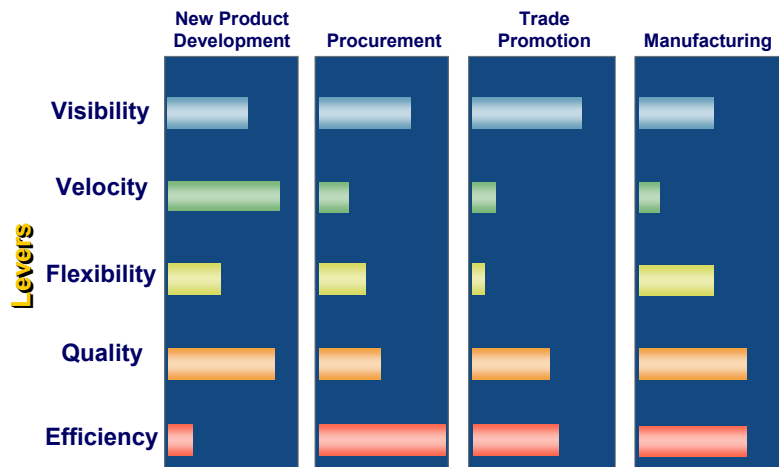 New Product
Development
Procurement
Trade
Promotion
Manufacturing
Levers
Visibility
Velocity
Flexibility
Quality
Efficiency